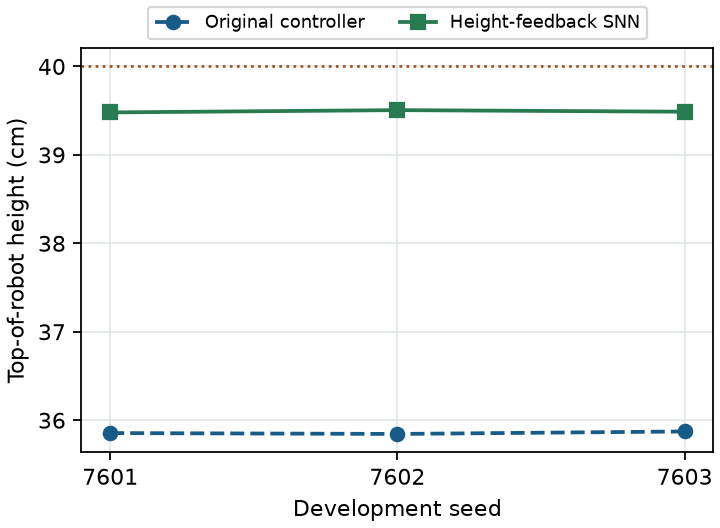 Original controller
Height-feedback SNN
Top-of-robot height (cm)
40
39
38
37
36
7601
7602
7603
Development seed